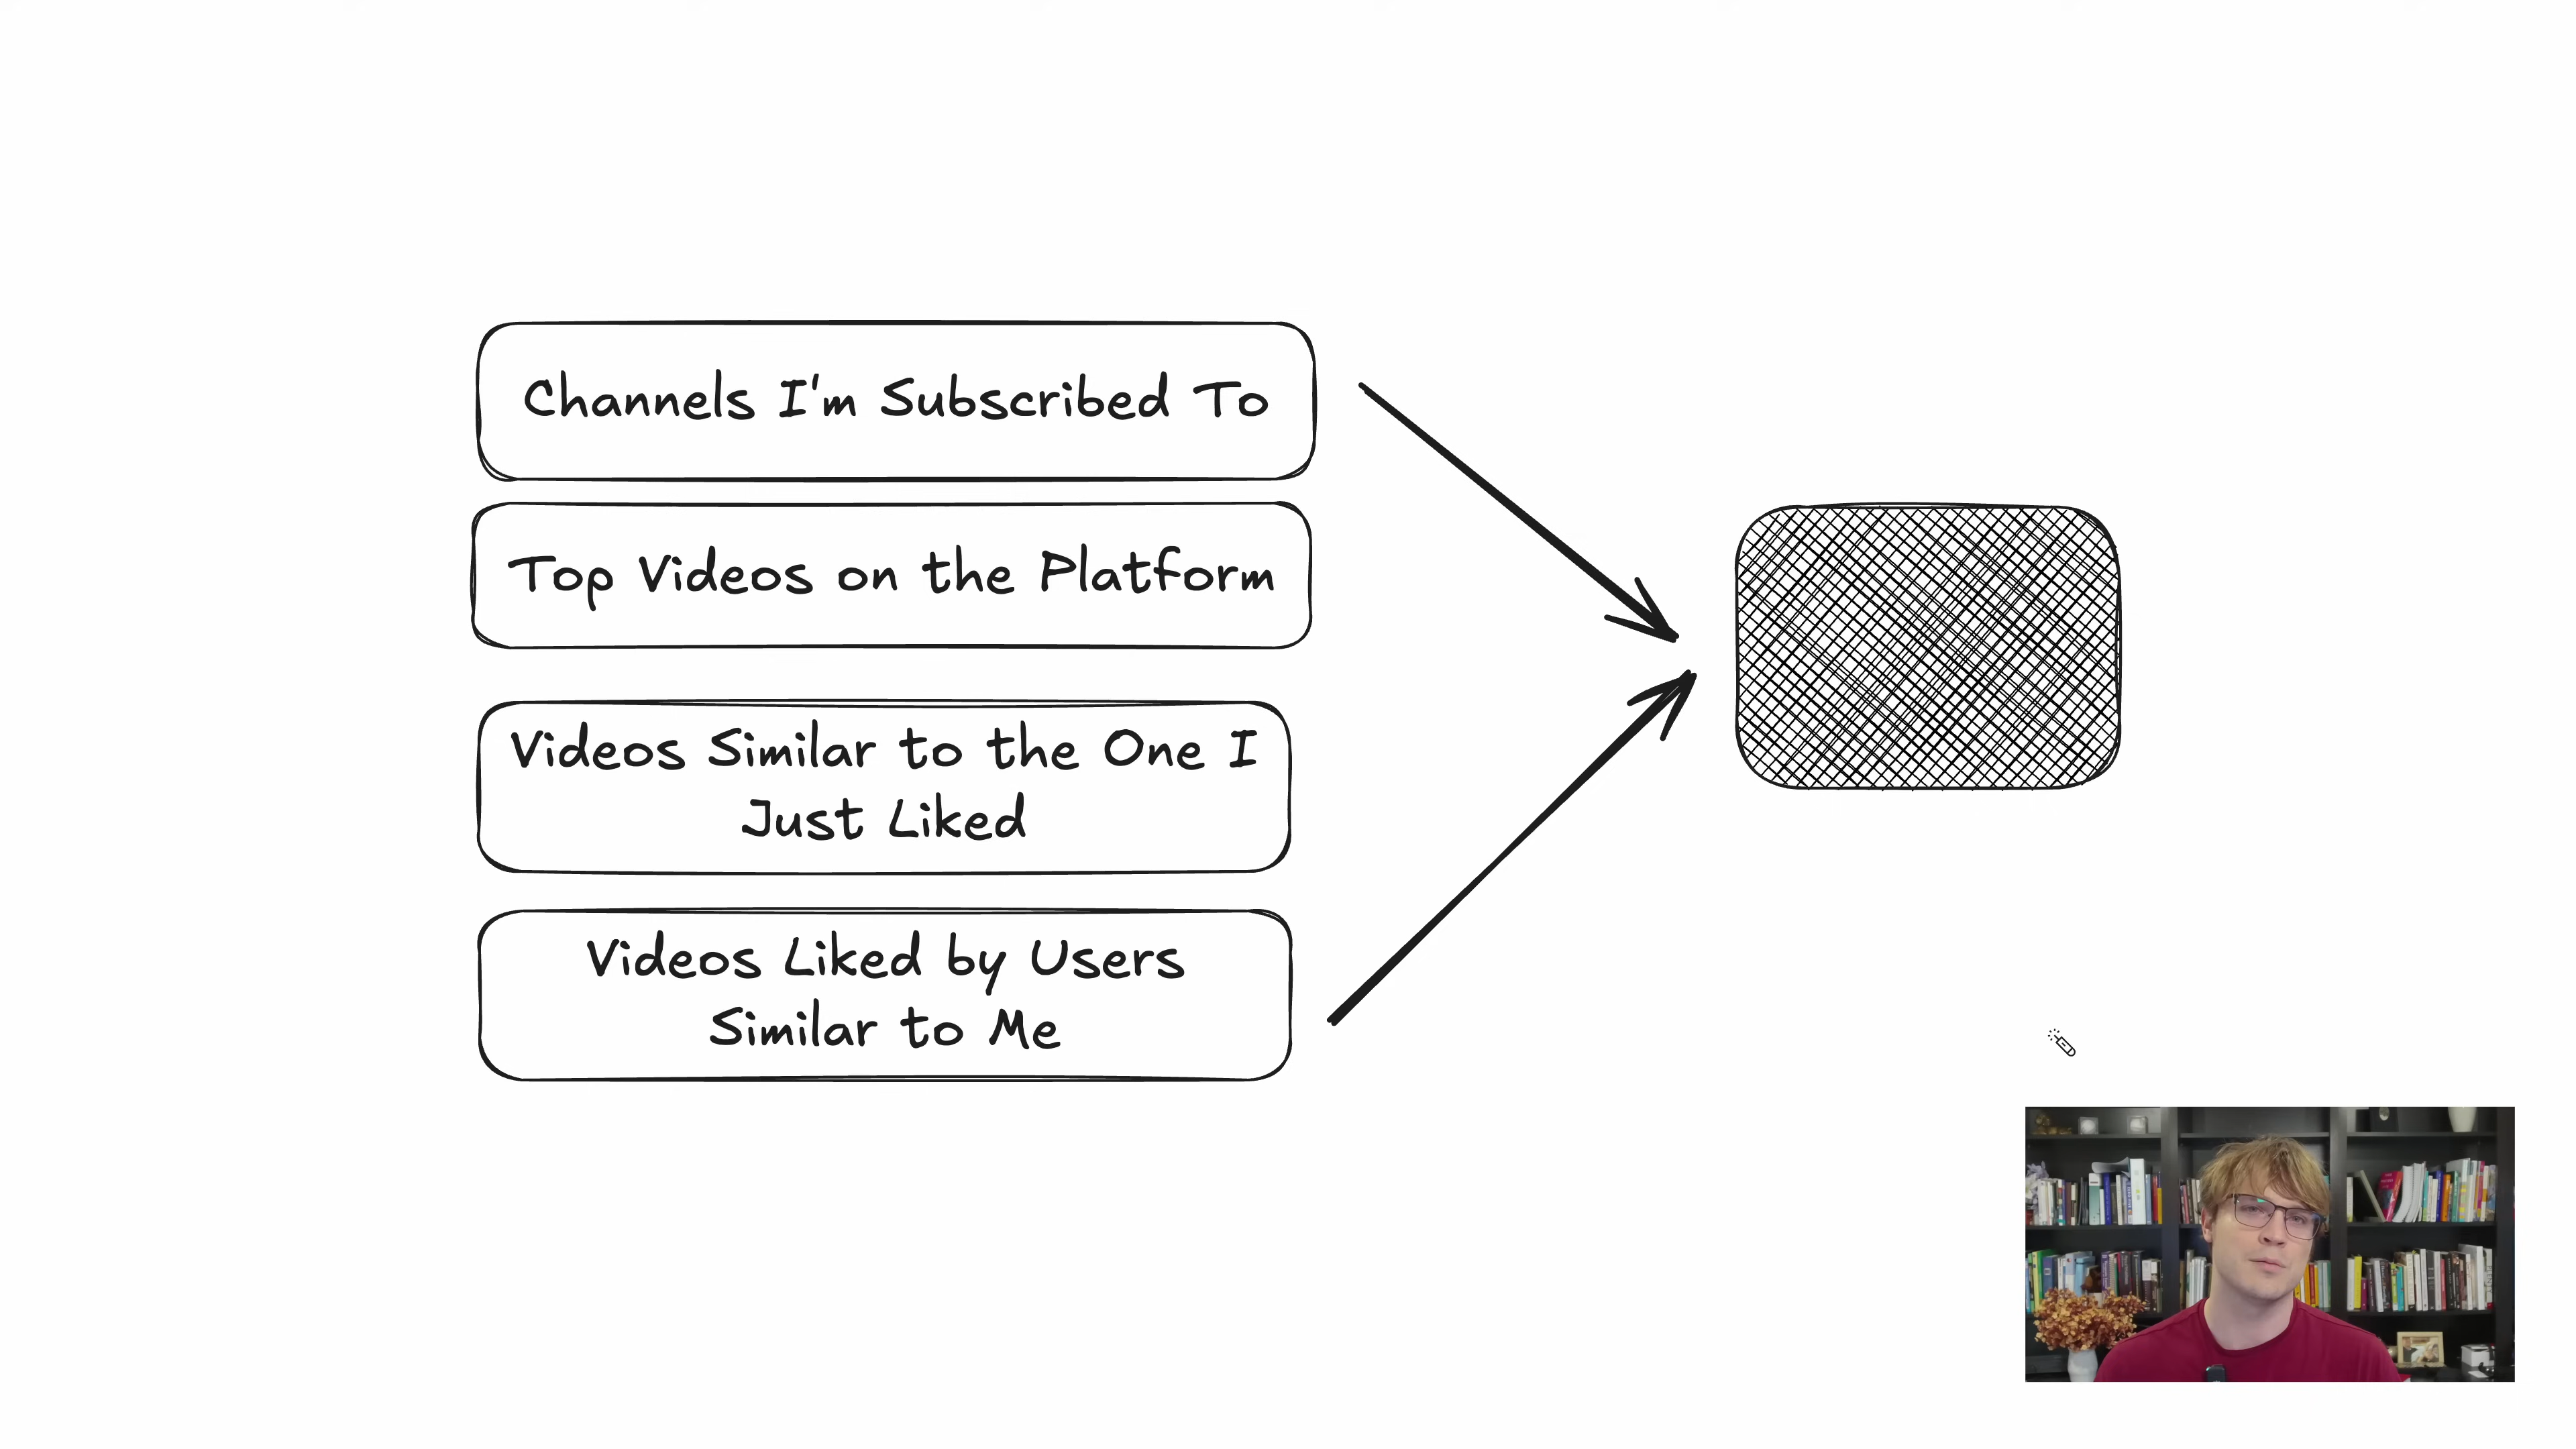 Channels I'm Subscribed To
Top Videos on the Platform
Videos Similar to the One I
Just Liked
Videos Liked by Users
Similar to Me